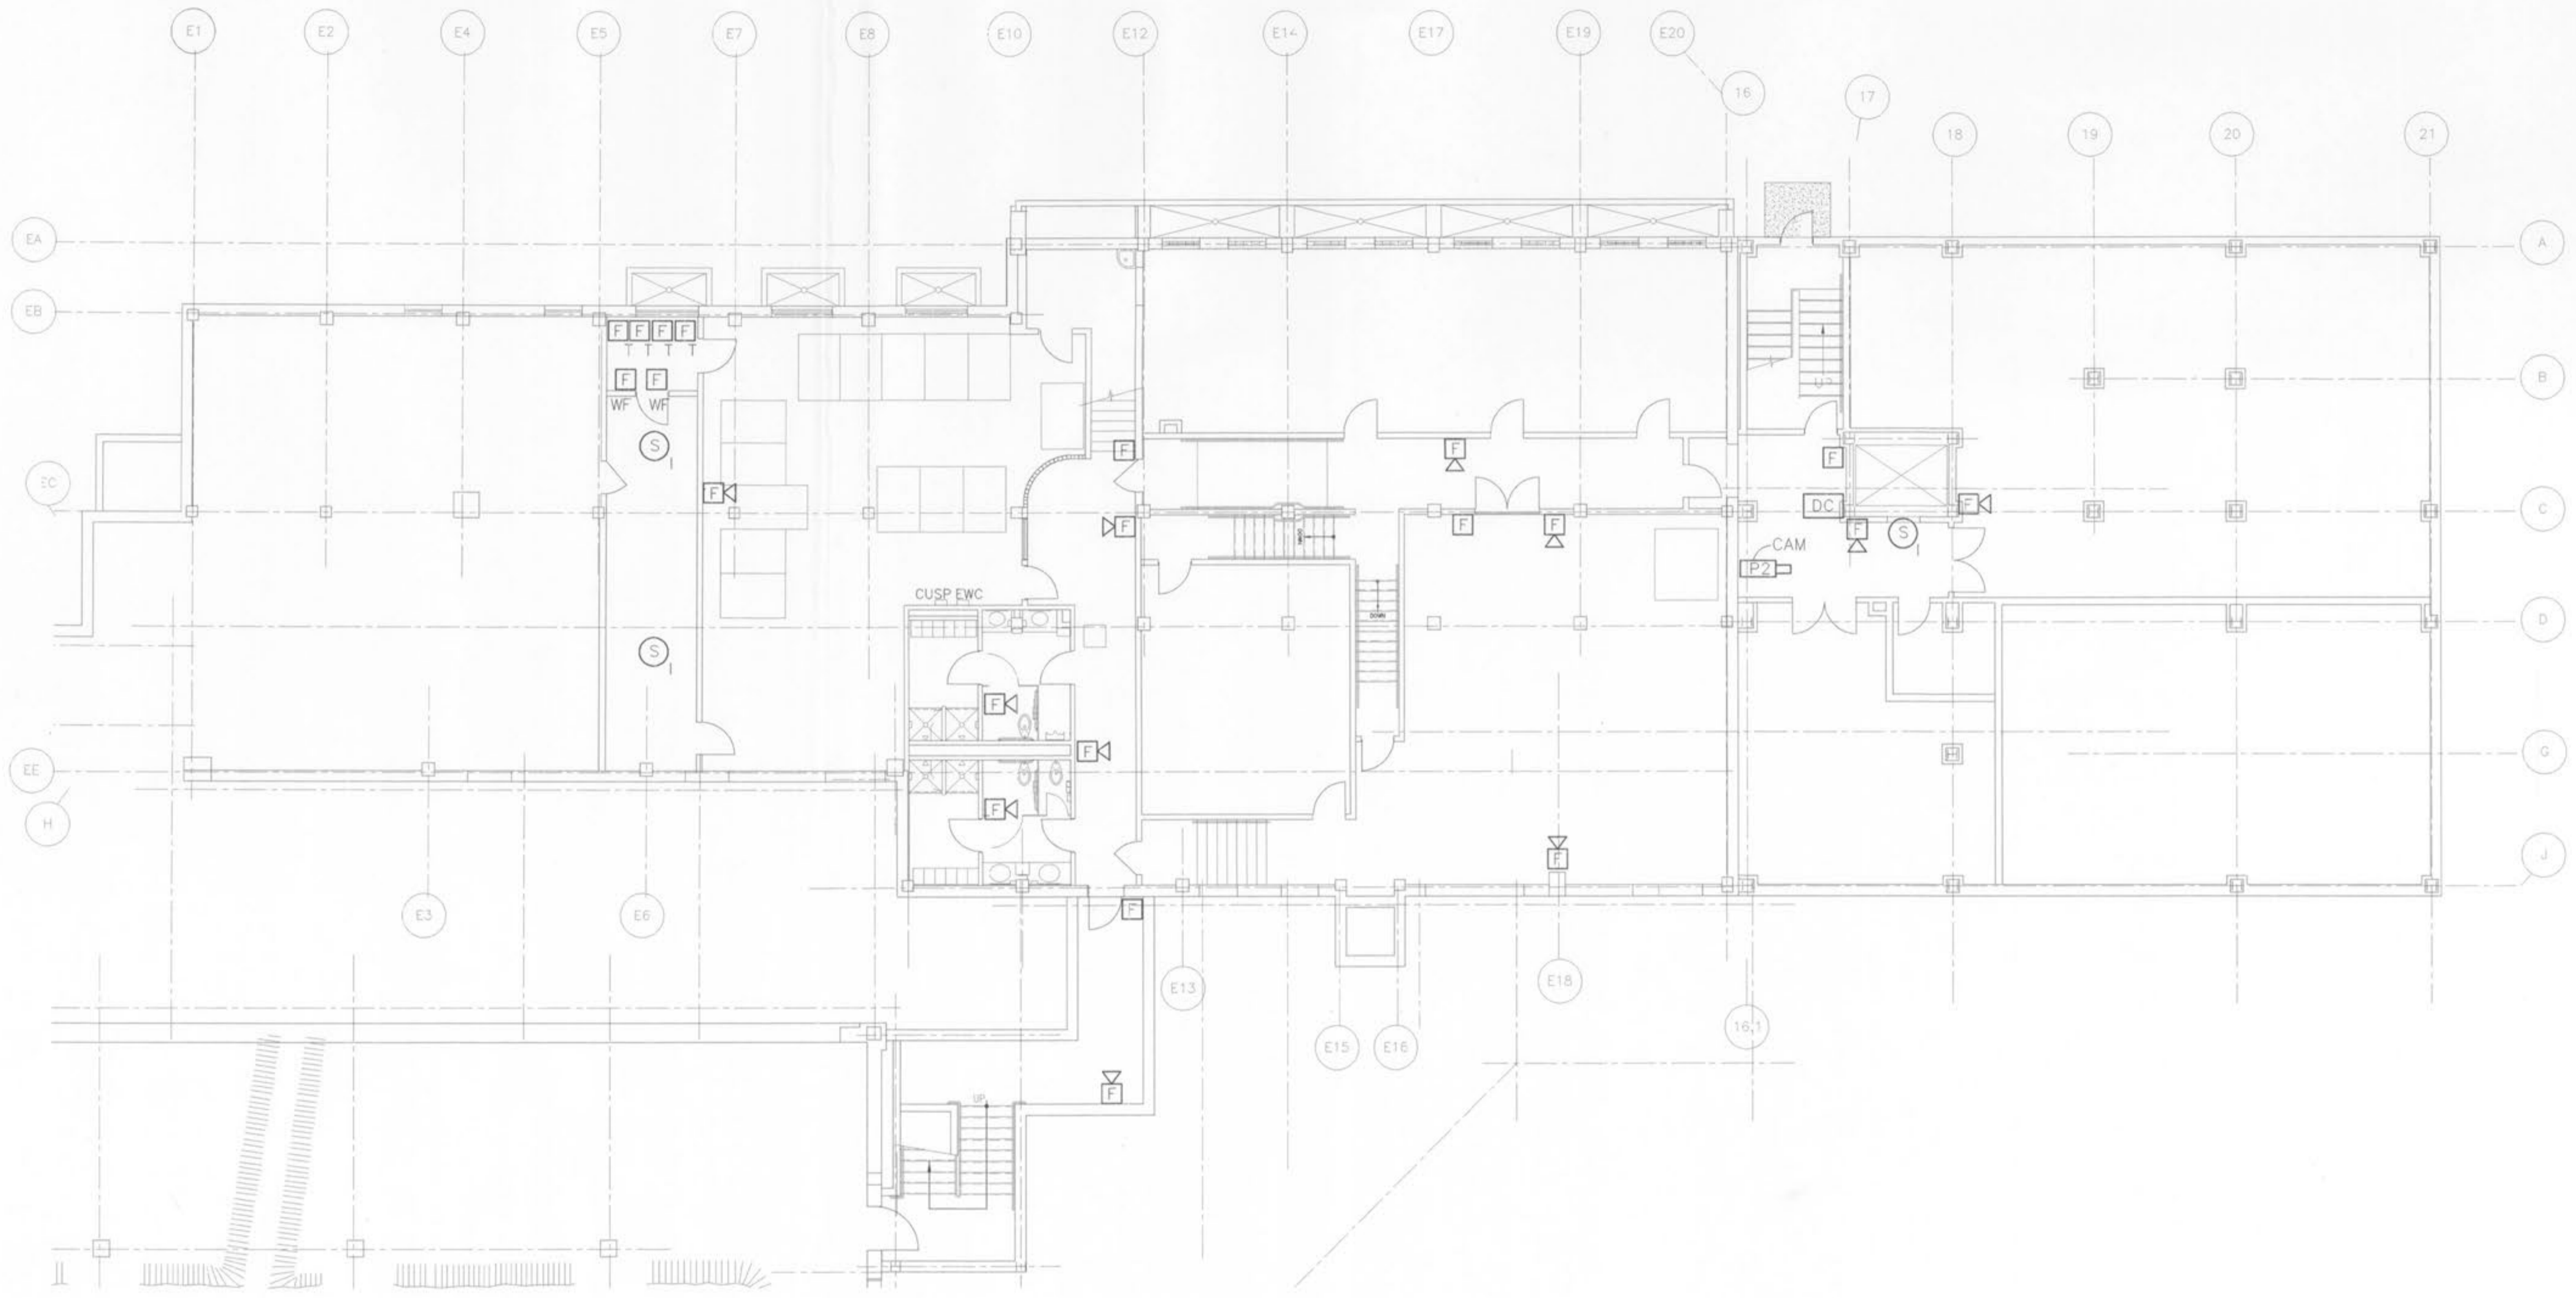 E1 E2 E4 E5 E7 E8 E10 E12 E14 E17 E19 E20
16 17
18 19 20 21
EA A
EB
F F F F
T T T T
F F
B
WF WF
S
I
F
F
F
EC
F F
DC F
C
F F
F F S
I
CAM
P2
DOWN
CUSP EWC
DOWN
D
S
I
F
F
EE G
F
H
F
J
E3 E6
F
E13 E18
16.1
E15 E16
F
UP
UP